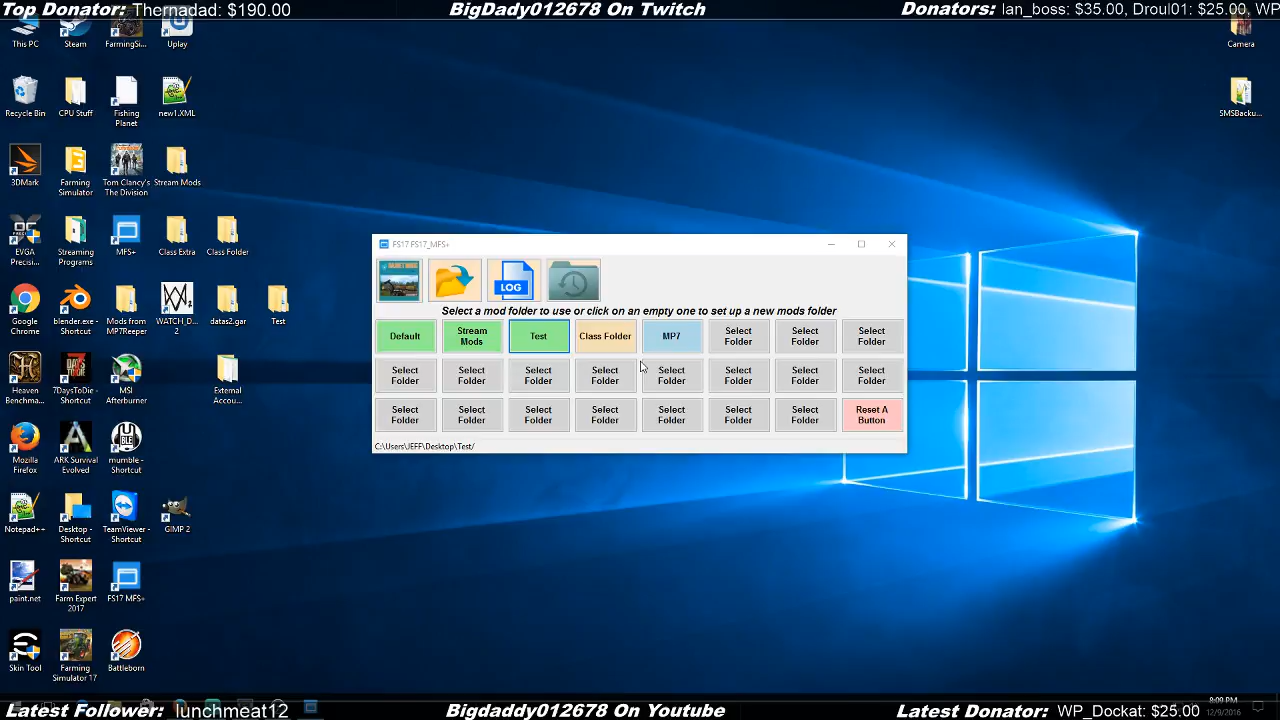 Top Donator: Thernadad: $190.00
BigDady012678 On Twitch
Donators: lan_boss: $35.00, Droul01: $25.00, WP
This PC
Steam
FarmingSi...
Uplay
Camera
Recycle Bin
CPU Stuff
Fishing
Planet
new1.XML
SMSBacku...
3DMark
Farming
Simulator
Tom Clancy's
The Division
Stream Mods
EVGA
Precisi...
Streaming
Programs
MFS+
Class Extra
Class Folder
Google
Chrome
blender.exe -
Shortcut
Mods from
MP7Reeper
WATCH_D...
2
datas2.gar
Test
Heaven
Benchma...
7DaysToDie -
Shortcut
MSI
Afterburner
External
Accou...
Mozilla
Firefox
ARK Survival
Evolved
mumble -
Shortcut
Notepad++
Desktop -
Shortcut
TeamViewer -
Shortcut
GIMP 2
paint.net
Farm Expert
2017
FS17 MFS+
Skin Tool
Farming
Simulator 17
Battleborn
FS17 FS17_MFS+
LOG
Select a mod folder to use or click on an empty one to set up a new mods folder
Default
Stream
Mods
Test
Class Folder
MP7
Select
Folder
Select
Folder
Select
Folder
Select
Folder
Select
Folder
Select
Folder
Select
Folder
Select
Folder
Select
Folder
Select
Folder
Select
Folder
Select
Folder
Select
Folder
Select
Folder
Select
Folder
Select
Folder
Select
Folder
Select
Folder
Reset A
Button
C:\Users\JEFF\Desktop\Test/
8:09 PM
12/9/2016
Latest Follower: lunchmeat12
Bigdaddy012678 On Youtube
Latest Donator: WP_Dockat: $25.00